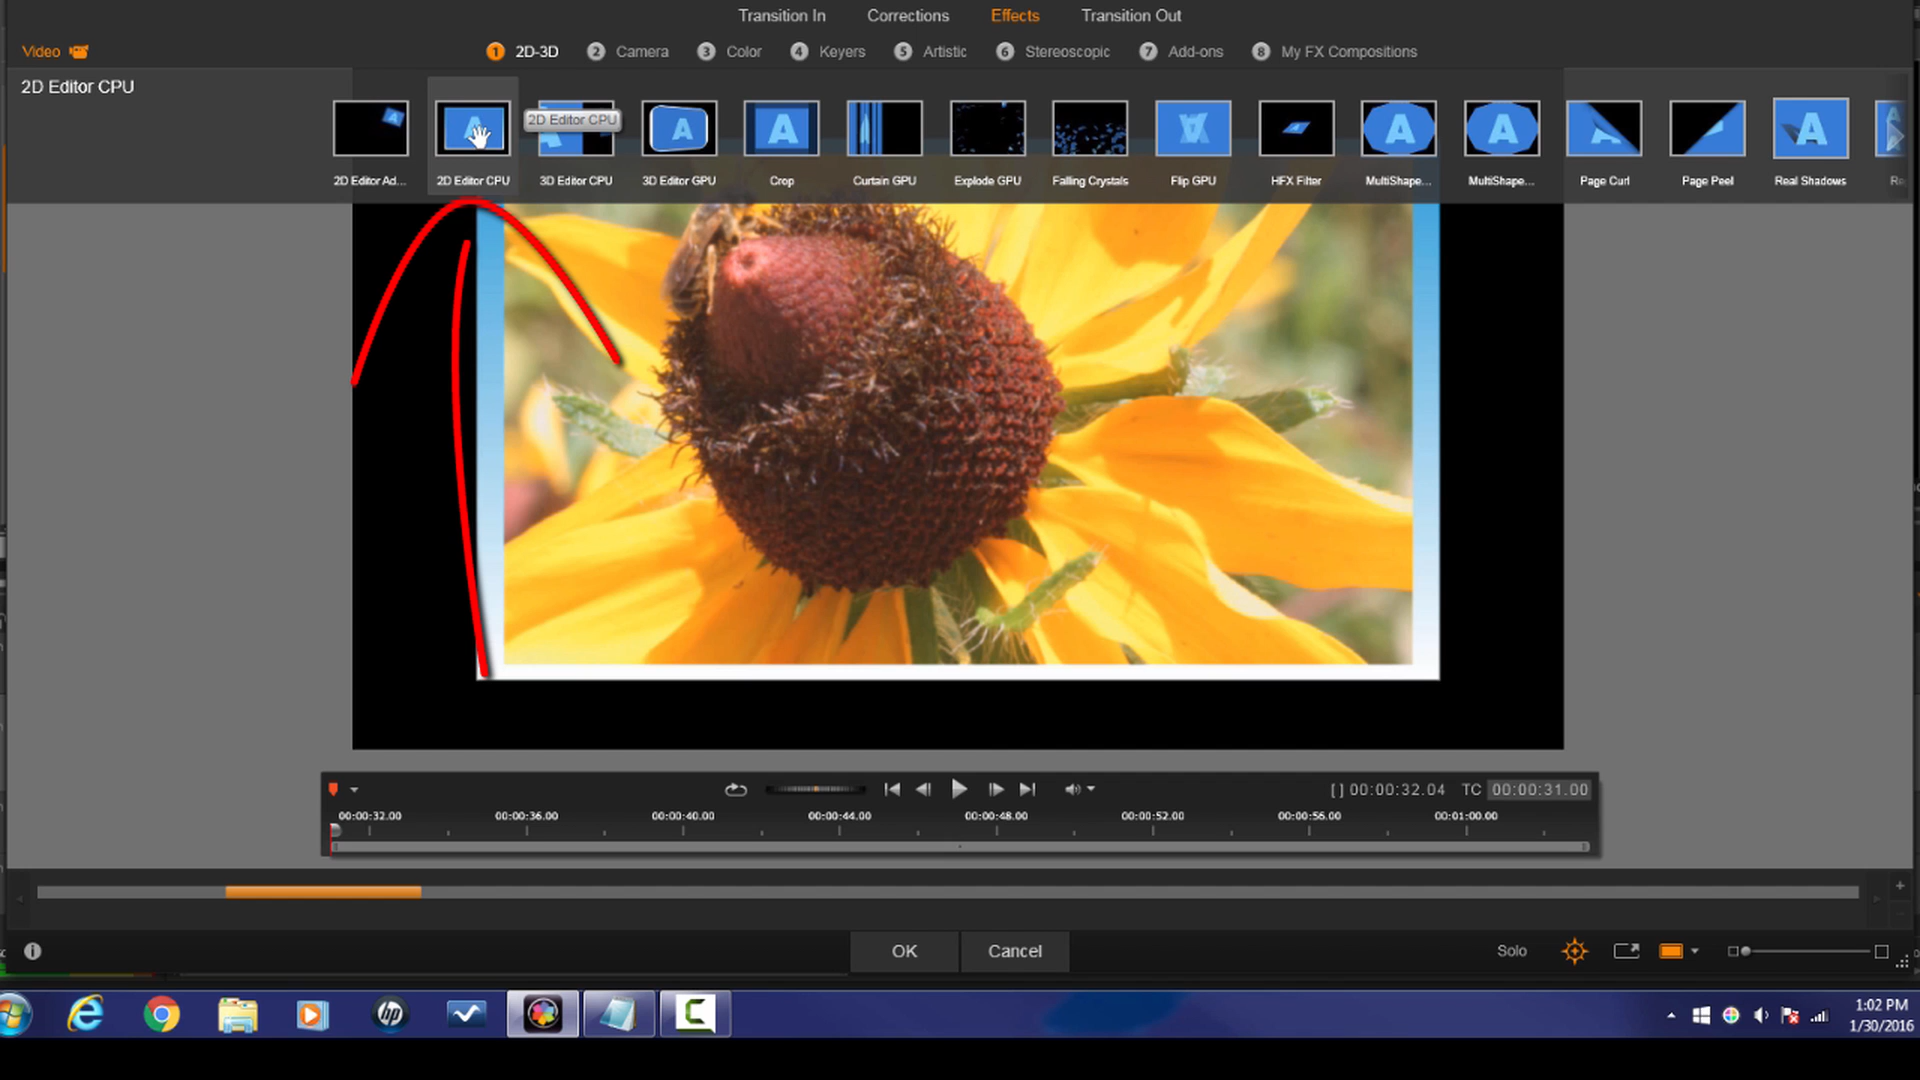 Transition In Corrections Effects Transition Out
Video 1 2D-3D 2 Camera 3 Color 4 Keyers 5 Artistic 6 Stereoscopic 7 Add-ons 8 My FX Compositions
2D Editor CPU
2D Editor CPU
2D Editor Ad... 2D Editor CPU 3D Editor CPU 3D Editor GPU Crop Curtain GPU Explode GPU Falling Crystals Flip GPU HFX Filter MultiShape... MultiShape... Page Curl Page Peel Real Shadows Re
[ ] 00:00:32.04 TC 00:00:31.00
00:00:32.00 00:00:36.00 00:00:40.00 00:00:44.00 00:00:48.00 00:00:52.00 00:00:56.00 00:01:00.00
OK Cancel Solo
1:02 PM
1/30/2016